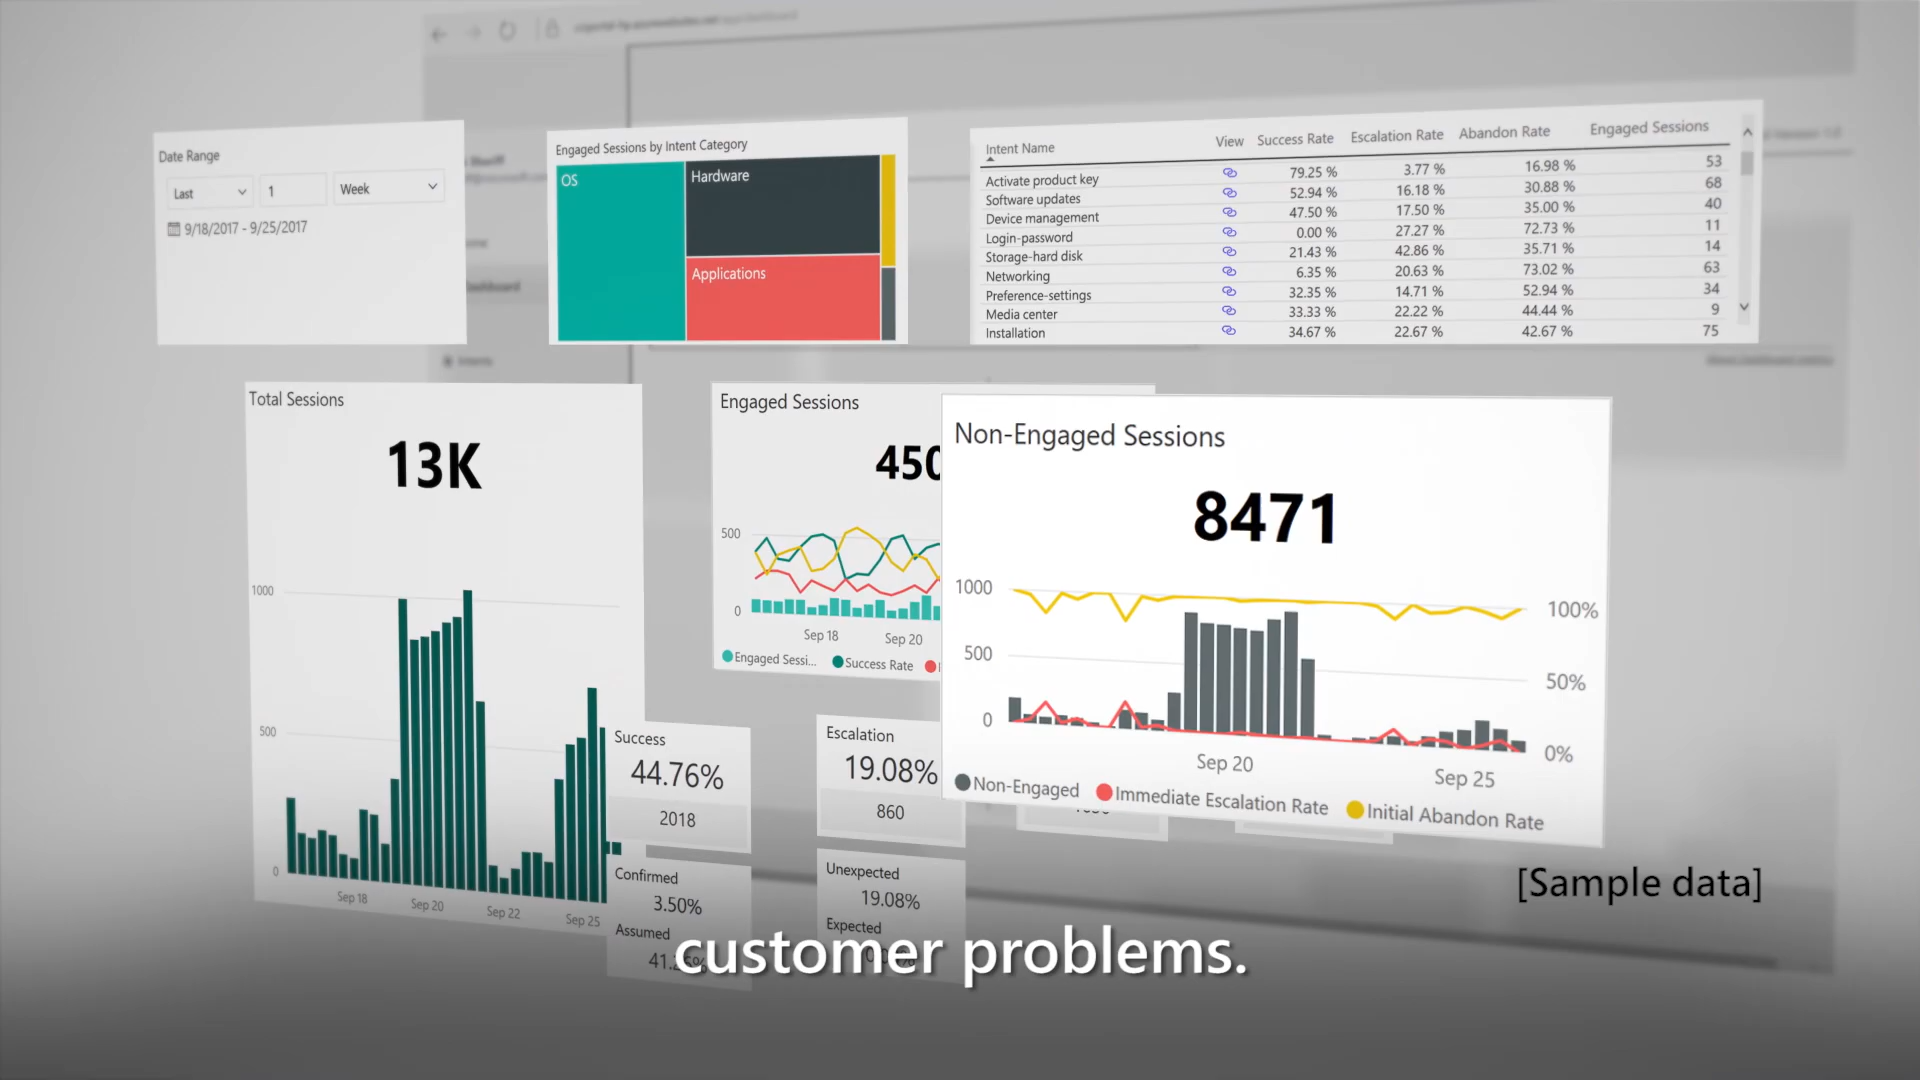 Date Range
Last
1
Week
9/18/2017 - 9/25/2017
Engaged Sessions by Intent Category
OS
Hardware
Applications
Intent Name View Success Rate Escalation Rate Abandon Rate Engaged Sessions
Activate product key 79.25 % 3.77 % 16.98 % 53
Software updates 52.94 % 16.18 % 30.88 % 68
Device management 47.50 % 17.50 % 35.00 % 40
Login-password 0.00 % 27.27 % 72.73 % 11
Storage-hard disk 21.43 % 42.86 % 35.71 % 14
Networking 6.35 % 20.63 % 73.02 % 63
Preference-settings 32.35 % 14.71 % 52.94 % 34
Media center 33.33 % 22.22 % 44.44 % 9
Installation 34.67 % 22.67 % 42.67 % 75
Total Sessions
13K
1000
500
0
Sep 18 Sep 20 Sep 22 Sep 25
Engaged Sessions
450
500
0
Sep 18 Sep 20
Engaged Sessi... Success Rate
Non-Engaged Sessions
8471
1000
500
0
100%
50%
0%
Sep 20 Sep 25
Non-Engaged Immediate Escalation Rate Initial Abandon Rate
Success
44.76%
2018
Confirmed
3.50%
Assumed
Escalation
19.08%
860
Unexpected
19.08%
Expected
[Sample data]
customer problems.